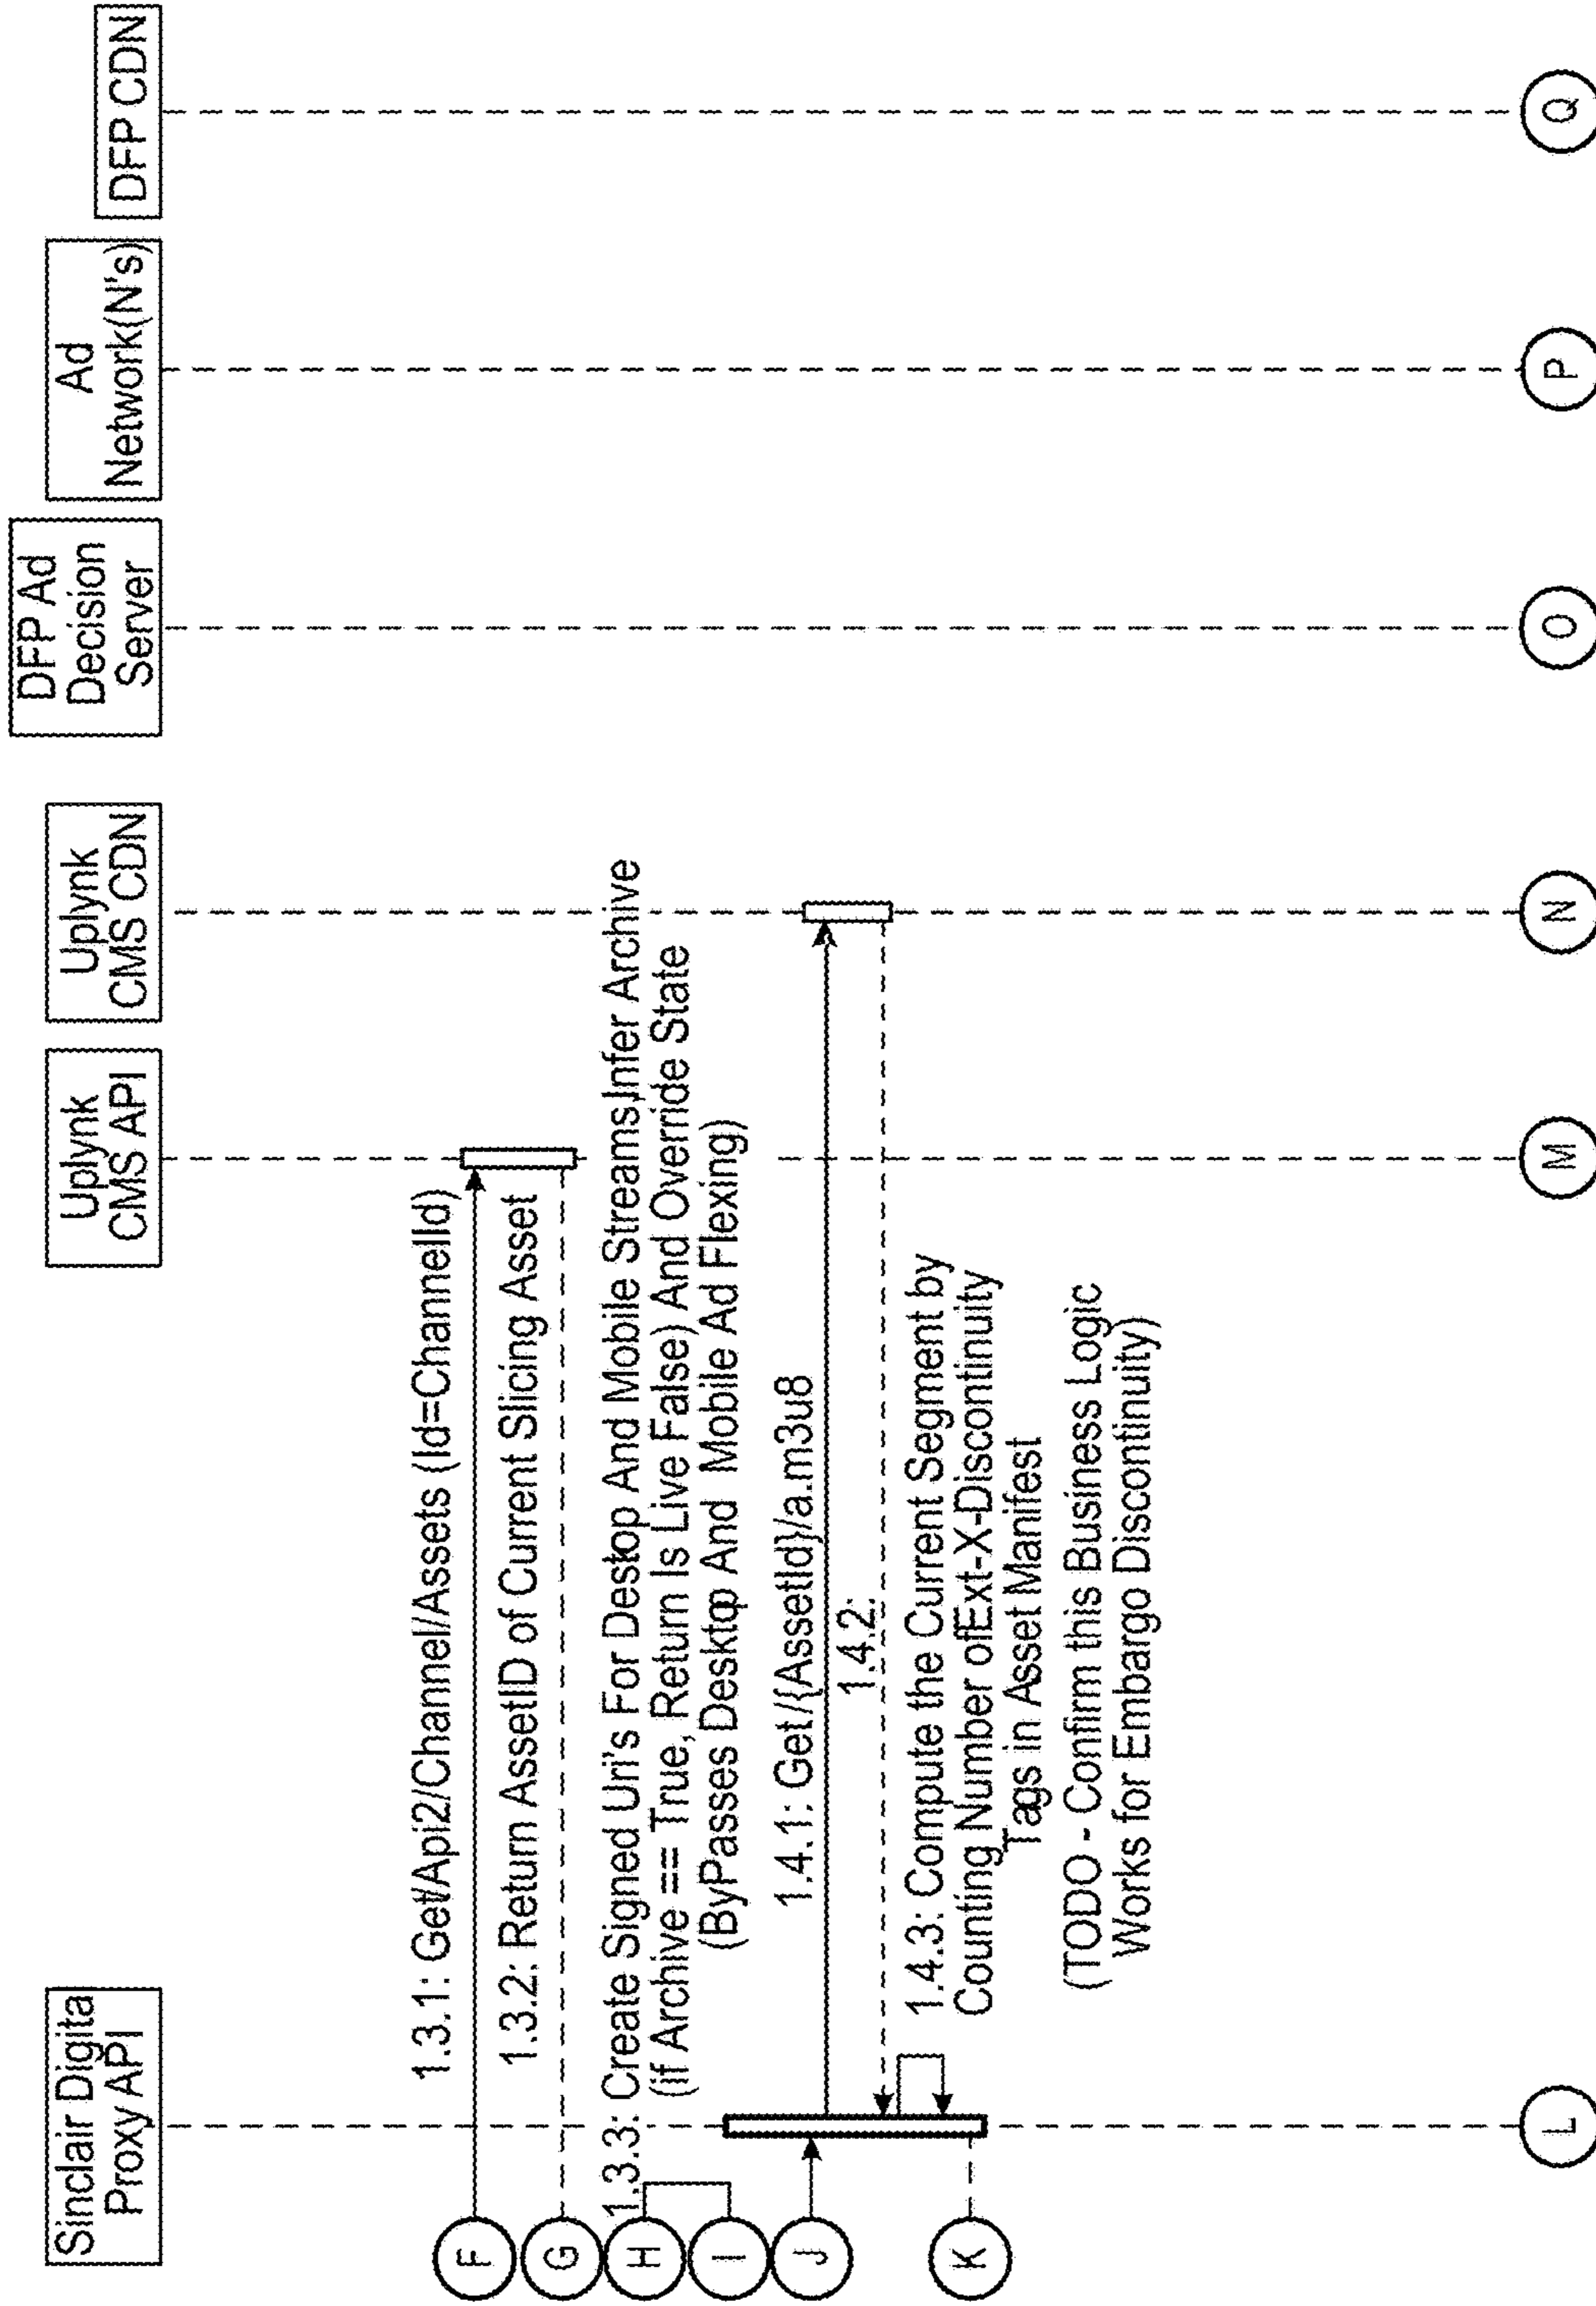 Sinclair Digita
Proxy API
Uplynk
CMS API
Uplynk
CMS CDN
DFP Ad
Decision
Server
Ad
Network(N's)
DFP CDN
F
1.3.1: Get/Api2/Channel/Assets (Id=ChannelId)
G
1.3.2: Return AssetID of Current Slicing Asset
H
1.3.3: Create Signed Uri's For Destop And Mobile Streams,Infer Archive
(if Archive == True, Return Is Live False) And Override State
(ByPasses Desktop And Mobile Ad Flexing)
I
J
1.4.1: Get/{AssetId}/a.m3u8
1.4.2:
1.4.3: Compute the Current Segment by
Counting Number ofExt-X-Discontinuity
Tags in Asset Manifest
K
(TODO - Confirm this Business Logic
Works for Embargo Discontinuity)
L
M
N
O
P
Q